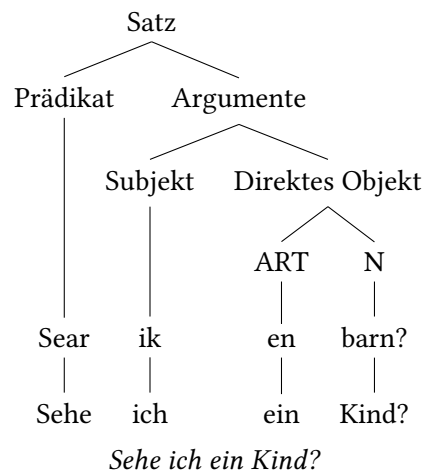 Satz
Prädikat Argumente
Subjekt Direktes Objekt
ART N
Sear ik en barn?
Sehe ich ein Kind?
Sehe ich ein Kind?